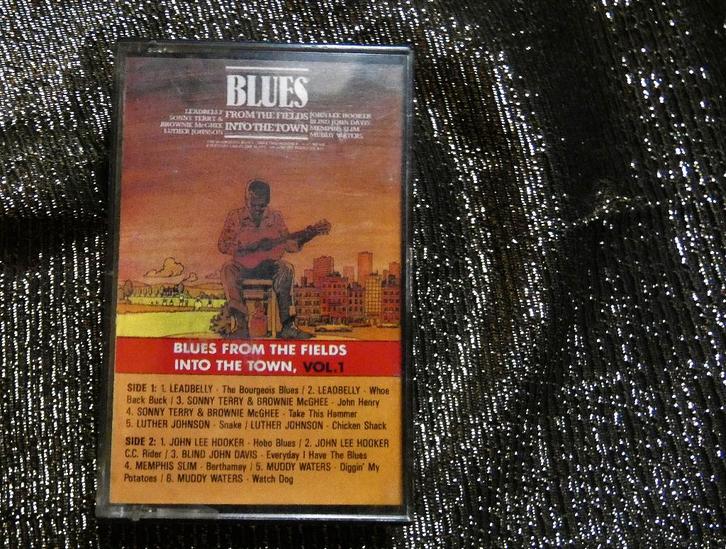 BLUES
LEADBELLY
SONNY TERRY &
BROWNIE McGHEE
LUTHER JOHNSON
FROM THE FIELDS
INTO THE TOWN
JOHN LEE HOOKER
BLIND JOHN DAVIS
MEMPHIS SLIM
MUDDY WATERS
BLUES FROM THE FIELDS
INTO THE TOWN, VOL.1
SIDE 1: 1. LEADBELLY - The Bourgeois Blues / 2. LEADBELLY - Whoe
Back Buck / 3. SONNY TERRY & BROWNIE McGHEE - John Henry
4. SONNY TERRY & BROWNIE McGHEE - Take This Hammer
5. LUTHER JOHNSON - Snake / LUTHER JOHNSON - Chicken Shack
SIDE 2: 1. JOHN LEE HOOKER - Hobo Blues / 2. JOHN LEE HOOKER
C.C. Rider / 3. BLIND JOHN DAVIS - Everyday I Have The Blues
4. MEMPHIS SLIM - Berthamey / 5. MUDDY WATERS - Diggin' My
Potatoes / 6. MUDDY WATERS - Watch Dog